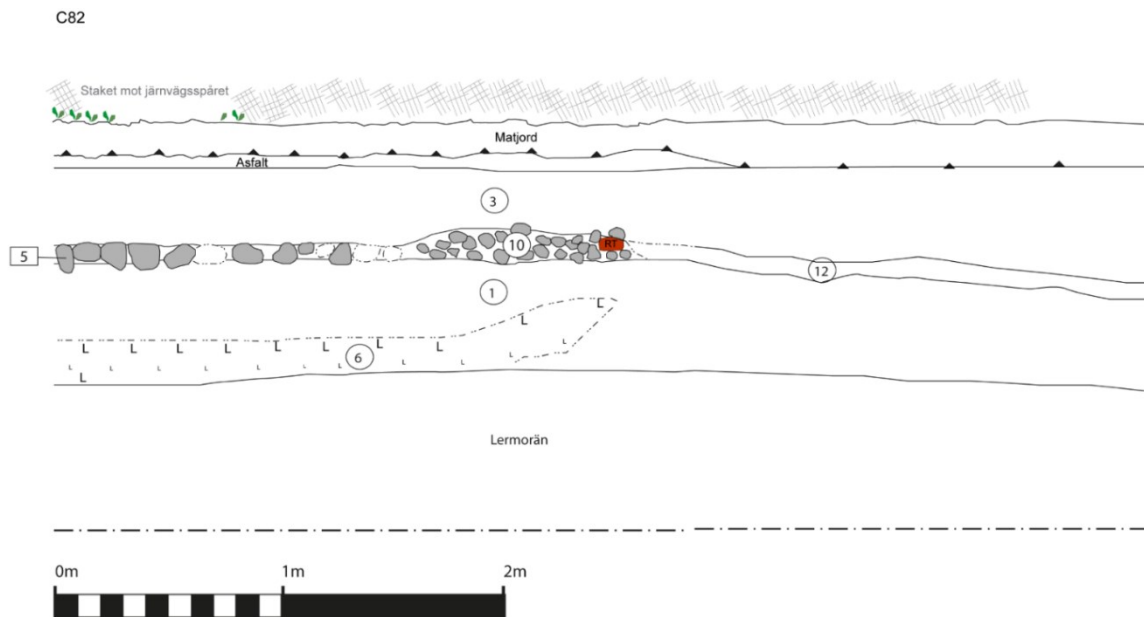 C82
Staket mot järnvägsspåret
Matjord
Asfalt
3
5
10
RT
12
1
L
L
L L L L L L L L
6
L L L L L L L L L L L
L
Lermorän
0m 1m 2m